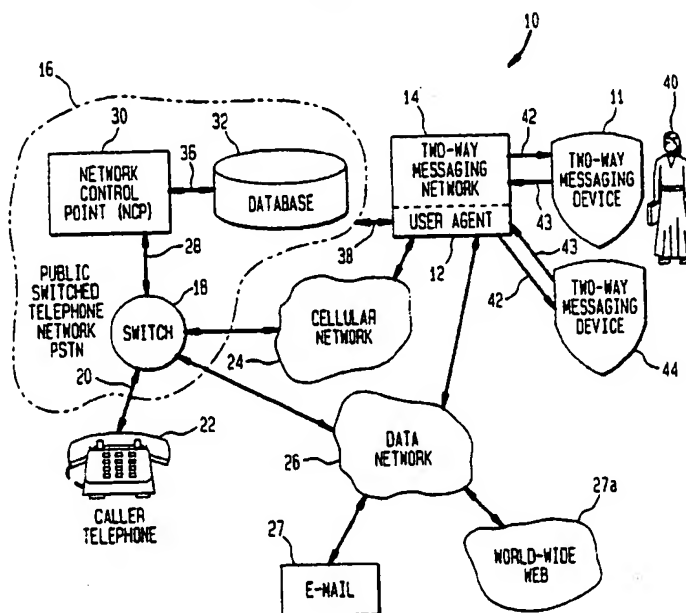 10
16
40
30
32
14
42
11
NETWORK
CONTROL
POINT (NCP)
36
DATABASE
TWO-WAY
MESSAGING
NETWORK
USER AGENT
43
TWO-WAY
MESSAGING
DEVICE
28
38
12
43
42
PUBLIC
SWITCHED
TELEPHONE
NETWORK
PSTN
18
SWITCH
CELLULAR
NETWORK
24
TWO-WAY
MESSAGING
DEVICE
44
20
22
CALLER
TELEPHONE
DATA
NETWORK
26
27
E-MAIL
27a
WORLD-WIDE
WEB